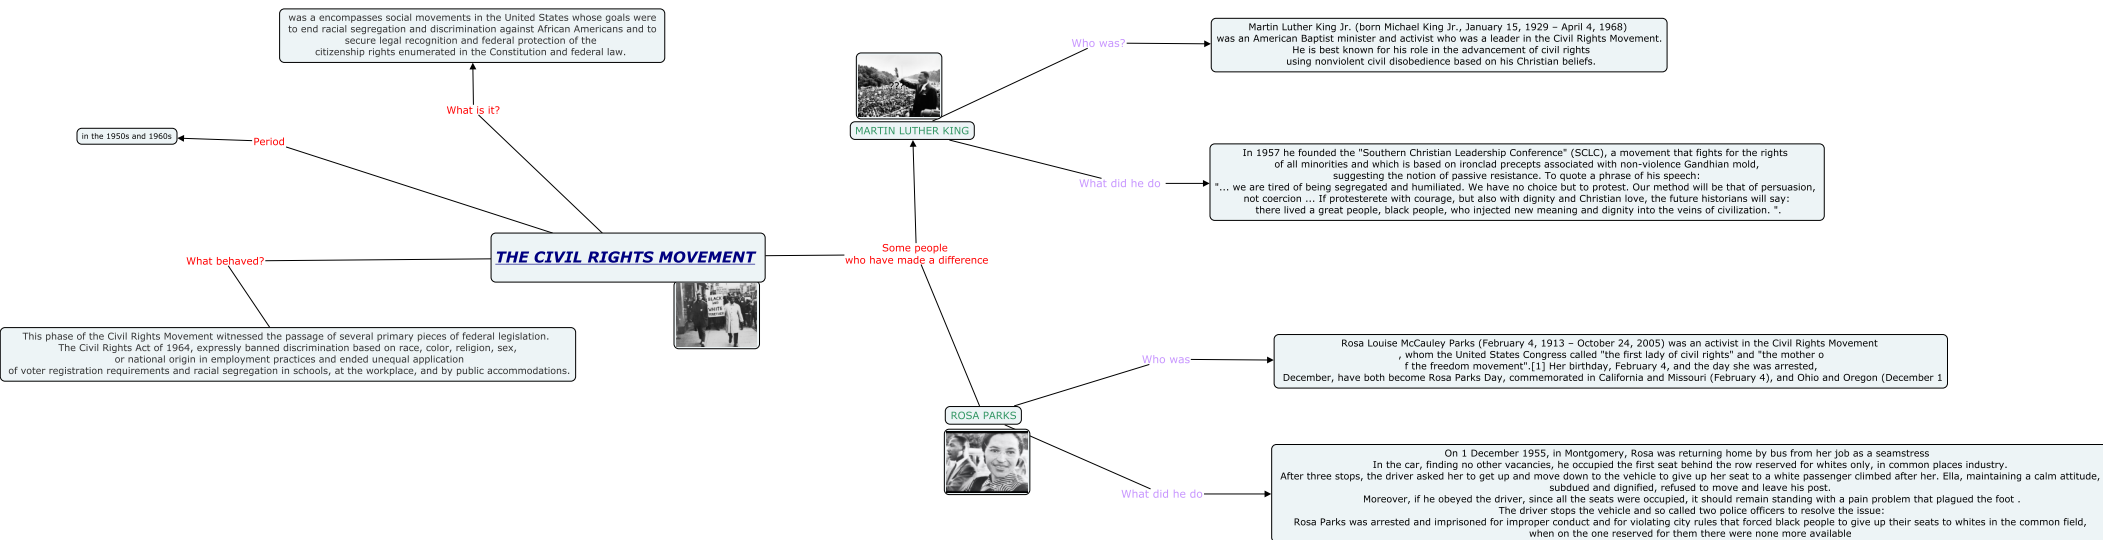 was a encompasses social movements in the United States whose goals were
to end racial segregation and discrimination against African Americans and to
secure legal recognition and federal protection of the
citizenship rights enumerated in the Constitution and federal law.
What is it?
in the 1950s and 1960s
Period
THE CIVIL RIGHTS MOVEMENT
What behaved?
This phase of the Civil Rights Movement witnessed the passage of several primary pieces of federal legislation.
The Civil Rights Act of 1964, expressly banned discrimination based on race, color, religion, sex,
or national origin in employment practices and ended unequal application
of voter registration requirements and racial segregation in schools, at the workplace, and by public accommodations.
Some people
who have made a difference
MARTIN LUTHER KING
Who was?
Martin Luther King Jr. (born Michael King Jr., January 15, 1929 – April 4, 1968)
was an American Baptist minister and activist who was a leader in the Civil Rights Movement.
He is best known for his role in the advancement of civil rights
using nonviolent civil disobedience based on his Christian beliefs.
What did he do
In 1957 he founded the "Southern Christian Leadership Conference" (SCLC), a movement that fights for the rights
of all minorities and which is based on ironclad precepts associated with non-violence Gandhian mold,
suggesting the notion of passive resistance. To quote a phrase of his speech:
"... we are tired of being segregated and humiliated. We have no choice but to protest. Our method will be that of persuasion,
not coercion ... If protesterete with courage, but also with dignity and Christian love, the future historians will say:
there lived a great people, black people, who injected new meaning and dignity into the veins of civilization. ".
ROSA PARKS
Who was
Rosa Louise McCauley Parks (February 4, 1913 – October 24, 2005) was an activist in the Civil Rights Movement
, whom the United States Congress called "the first lady of civil rights" and "the mother o
f the freedom movement".[1] Her birthday, February 4, and the day she was arrested,
December, have both become Rosa Parks Day, commemorated in California and Missouri (February 4), and Ohio and Oregon (December 1
What did he do
On 1 December 1955, in Montgomery, Rosa was returning home by bus from her job as a seamstress
In the car, finding no other vacancies, he occupied the first seat behind the row reserved for whites only, in common places industry.
After three stops, the driver asked her to get up and move down to the vehicle to give up her seat to a white passenger climbed after her. Ella, maintaining a calm attitude,
subdued and dignified, refused to move and leave his post.
Moreover, if he obeyed the driver, since all the seats were occupied, it should remain standing with a pain problem that plagued the foot .
The driver stops the vehicle and so called two police officers to resolve the issue:
Rosa Parks was arrested and imprisoned for improper conduct and for violating city rules that forced black people to give up their seats to whites in the common field,
when on the one reserved for them there were none more available